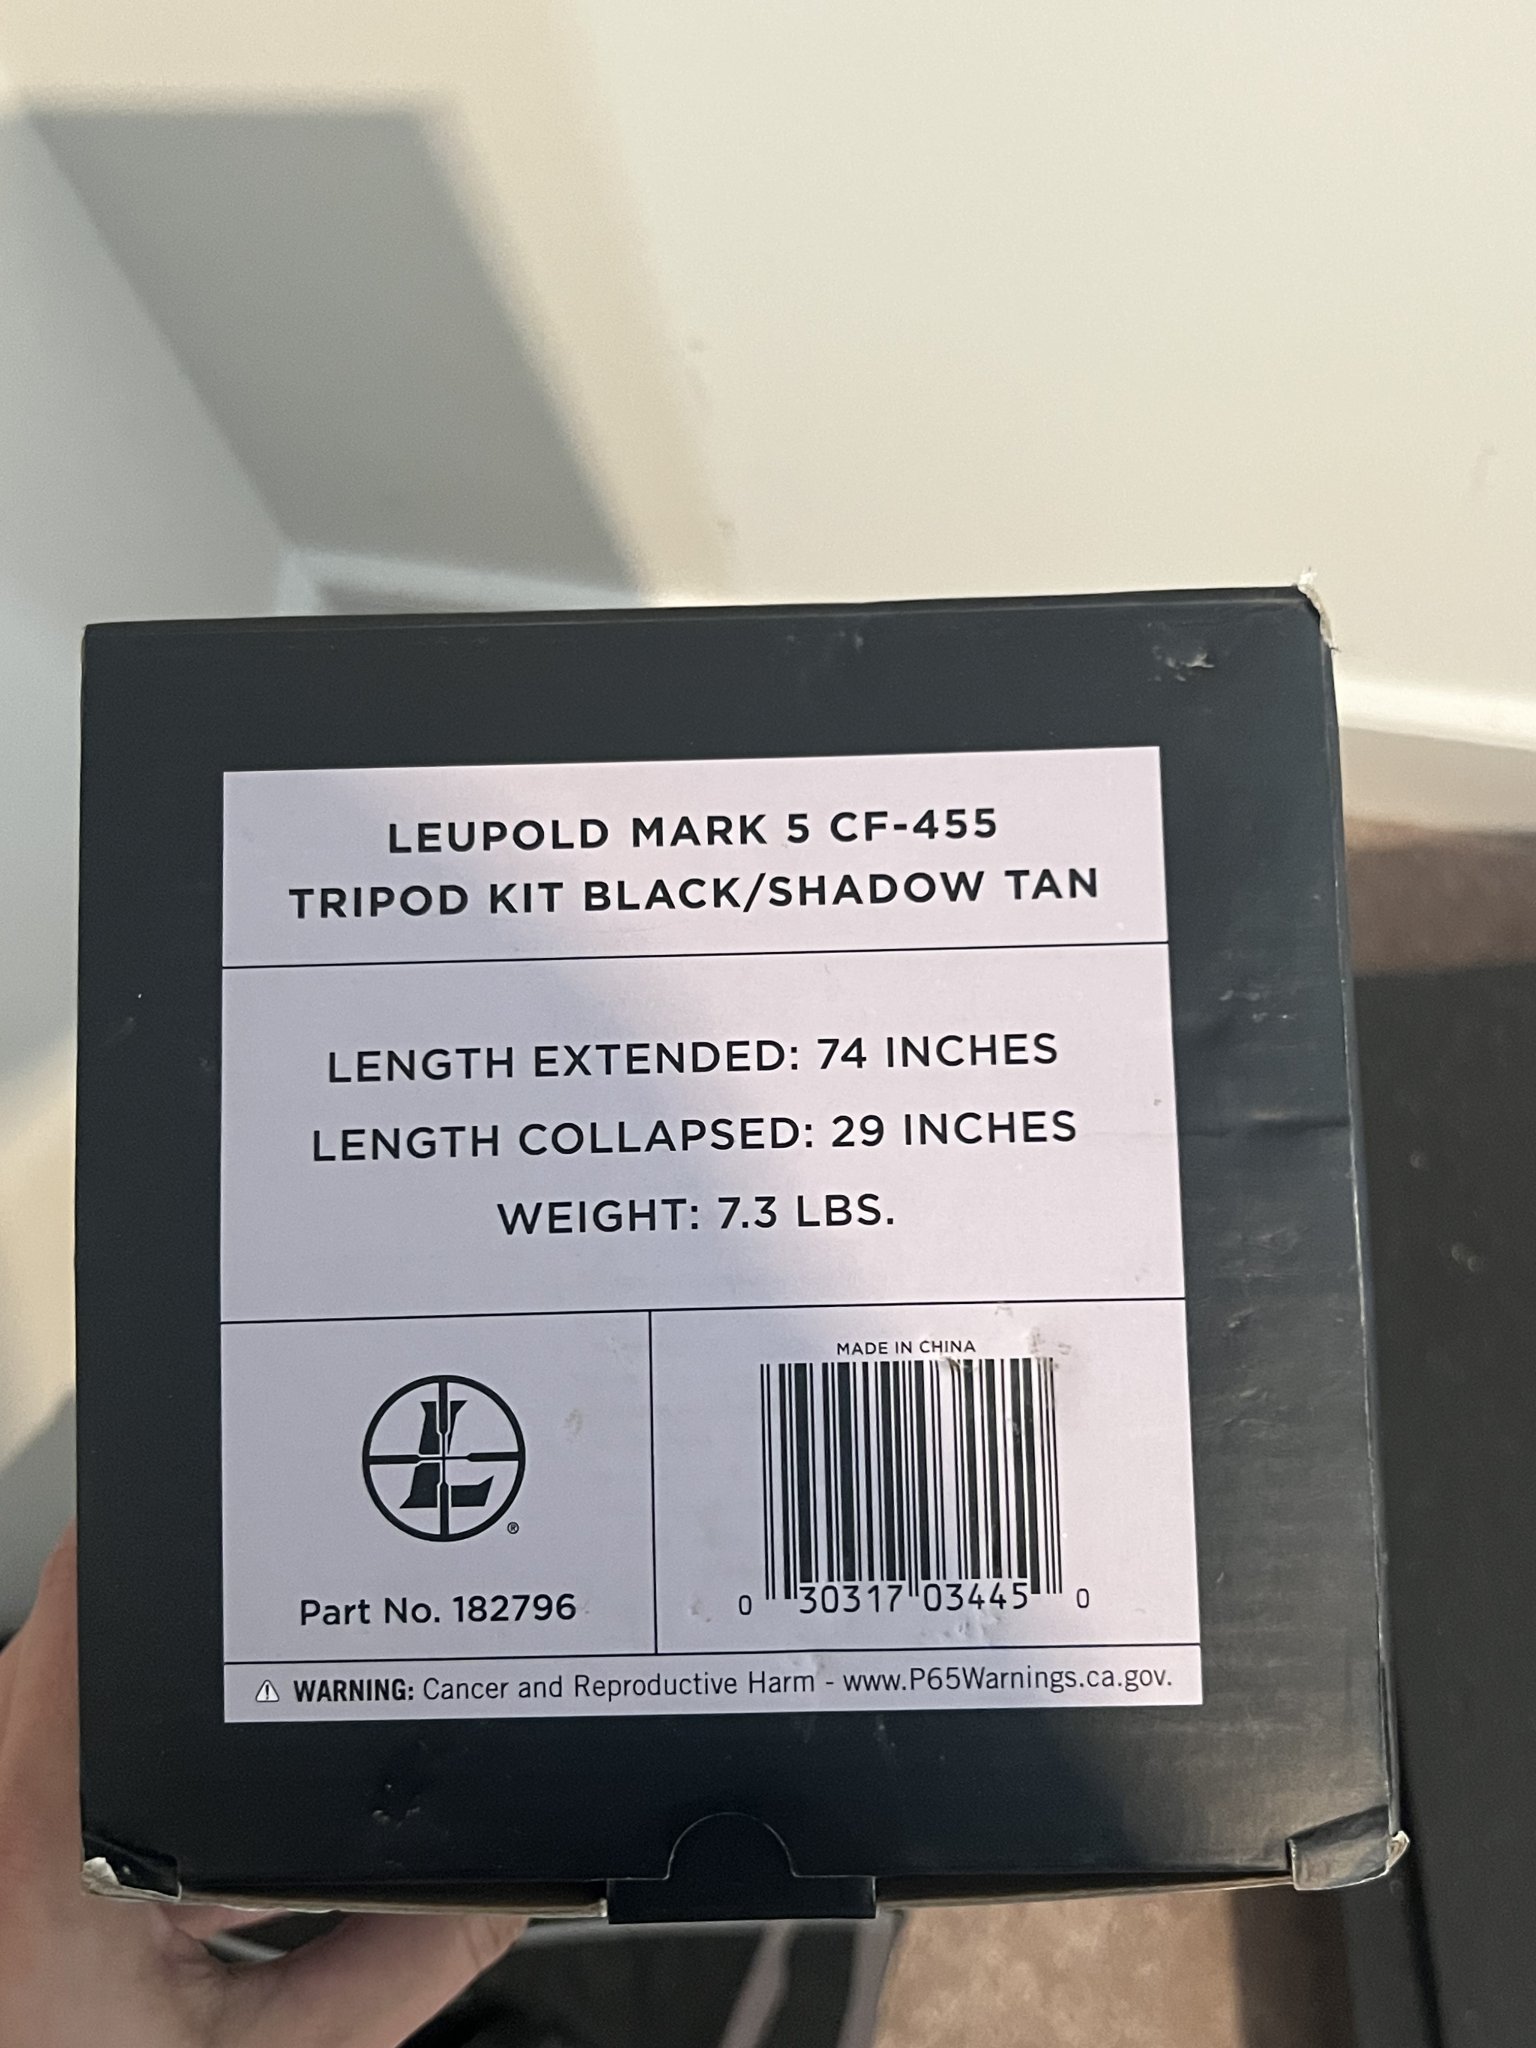 LEUPOLD MARK 5 CF-455
TRIPOD KIT BLACK/SHADOW TAN
LENGTH EXTENDED: 74 INCHES
LENGTH COLLAPSED: 29 INCHES
WEIGHT: 7.3 LBS.
L
®
Part No. 182796
MADE IN CHINA
0 30317 03445 0
WARNING: Cancer and Reproductive Harm - www.P65Warnings.ca.gov.